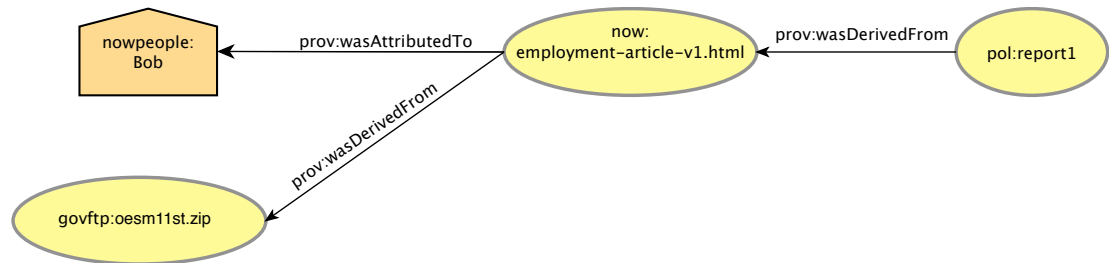 nowpeople:
Bob
prov:wasAttributedTo
now:
employment-article-v1.html
prov:wasDerivedFrom
pol:report1
prov:wasDerivedFrom
govftp:oesm11st.zip